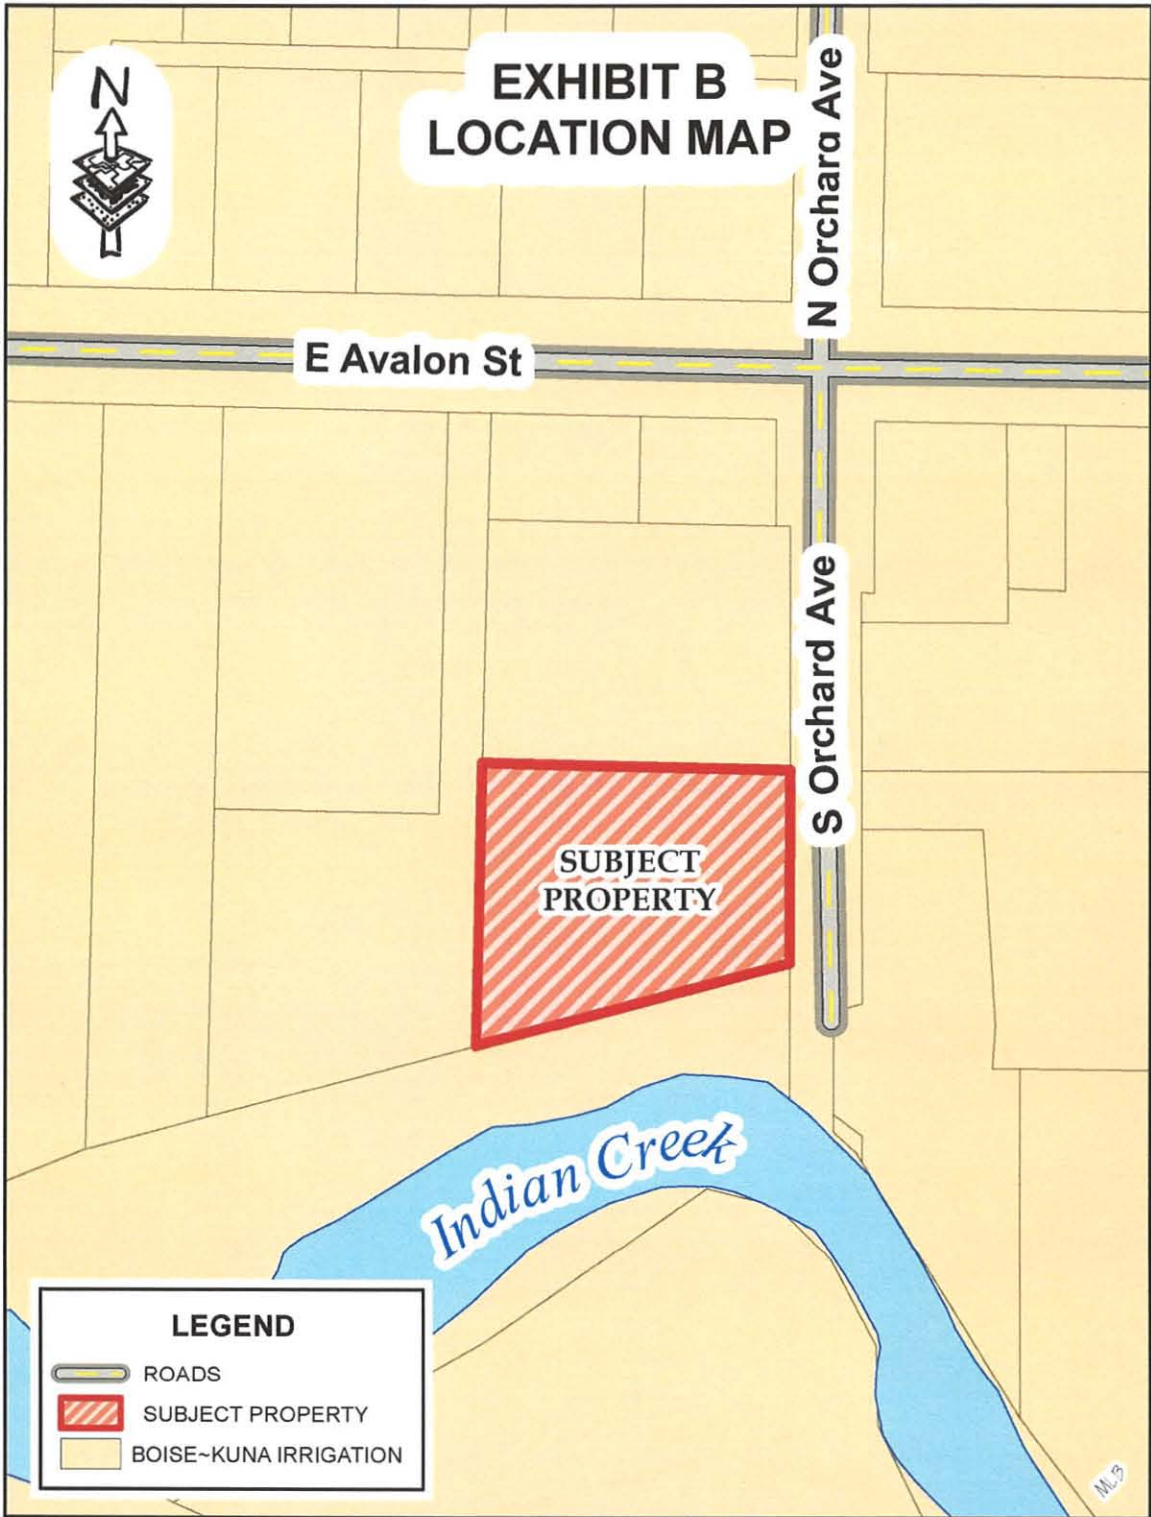 N
EXHIBIT B
LOCATION MAP
N Orchard Ave
E Avalon St
S Orchard Ave
SUBJECT
PROPERTY
Indian Creek
LEGEND
ROADS
SUBJECT PROPERTY
BOISE~KUNA IRRIGATION
MLB